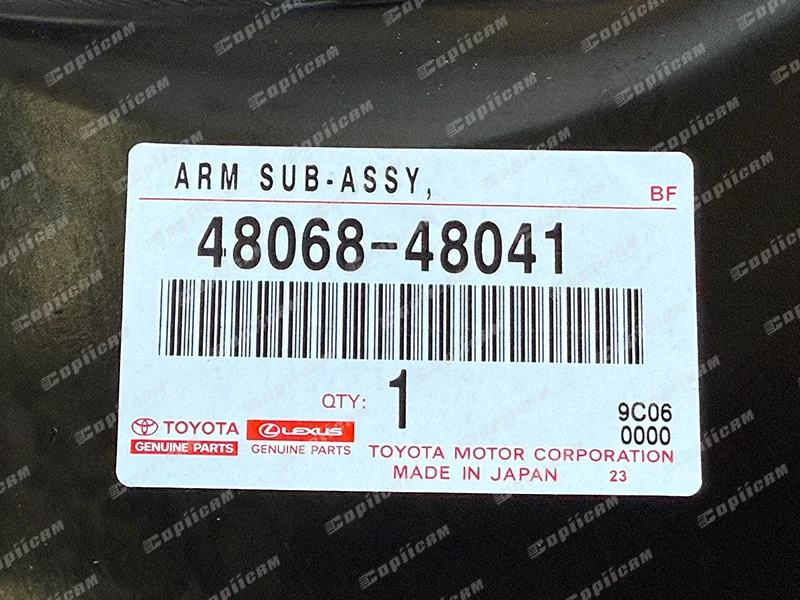 ARM SUB-ASSY,
BF
48068-48041
QTY: 1
9C06
0000
TOYOTA
GENUINE PARTS
LEXUS
GENUINE PARTS
TOYOTA MOTOR CORPORATION
MADE IN JAPAN 23
Copiicam